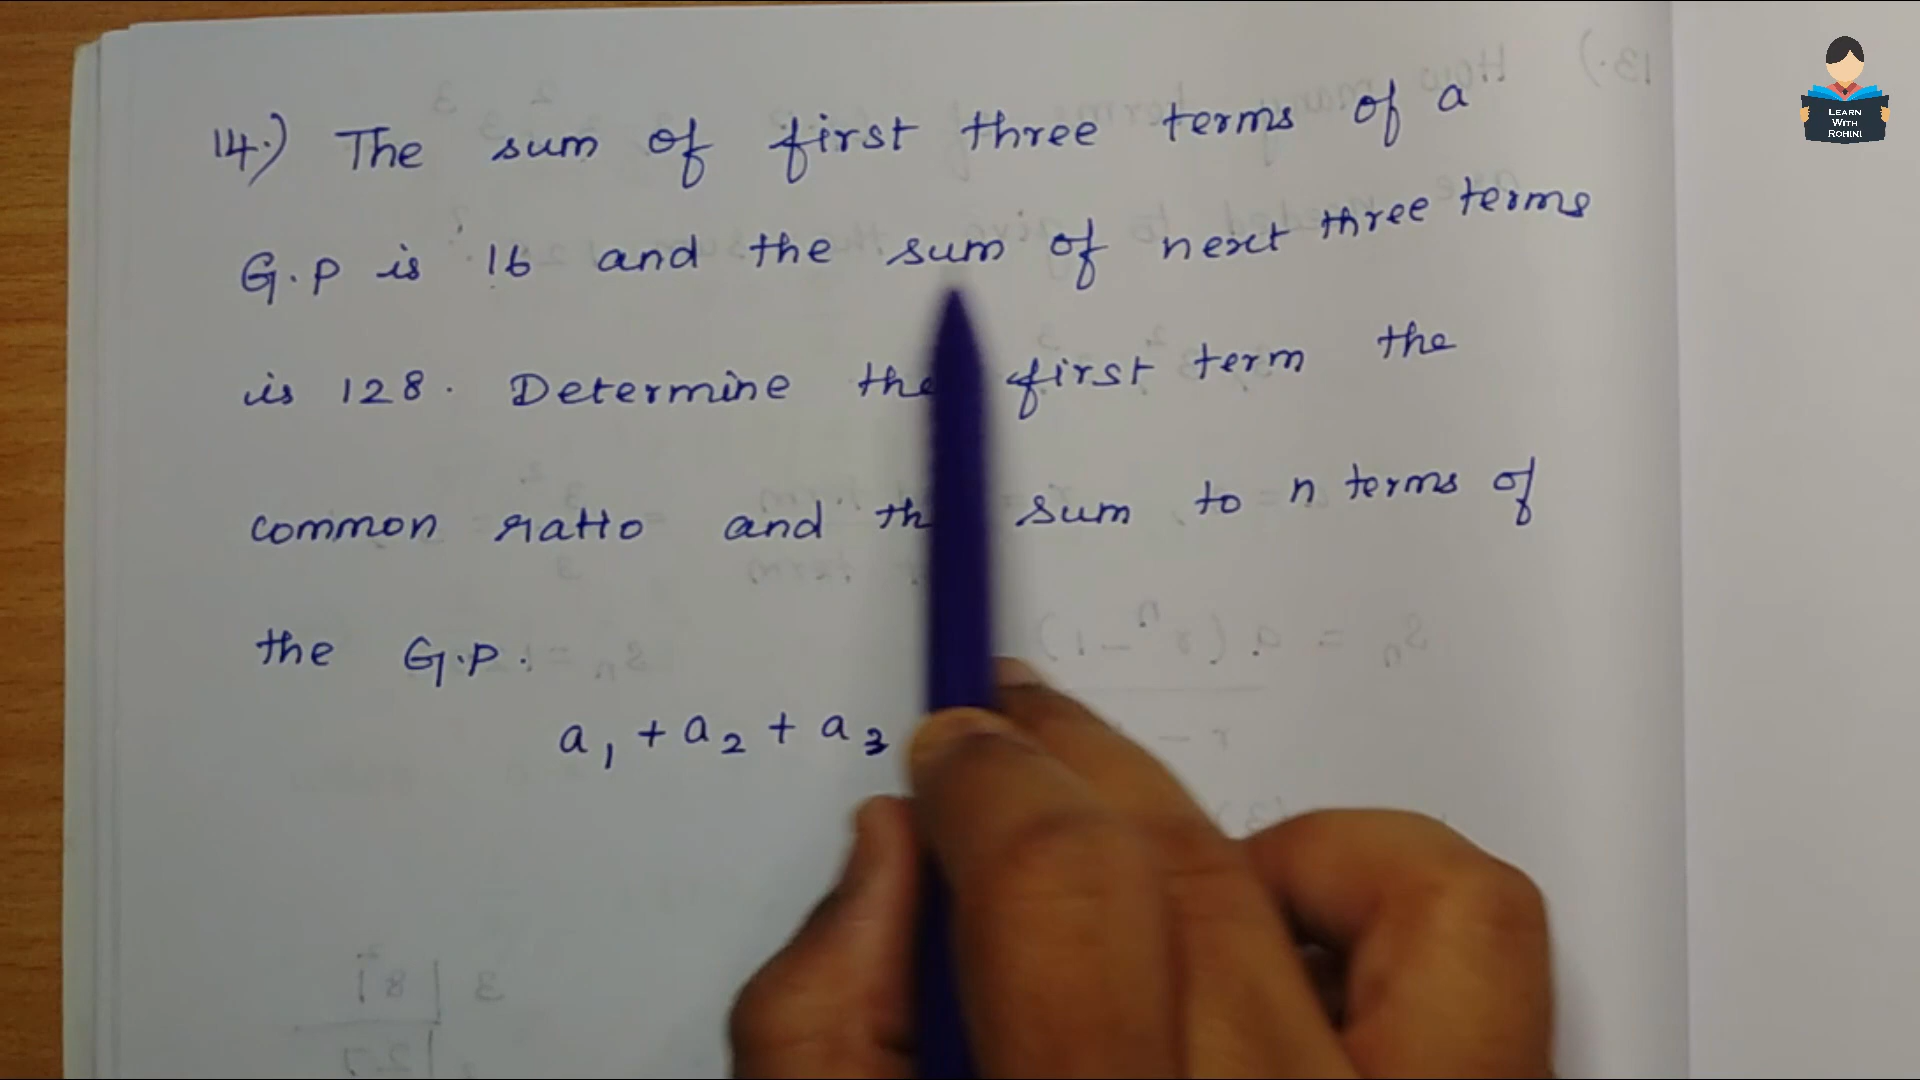 14.) The sum of first three terms of a
G.P is 16 and the sum of next three terms
is 128. Determine the first term the
common ratio and th sum to n terms of
the G.P.
a1 + a2 + a3
LEARN
WITH
ROHINI